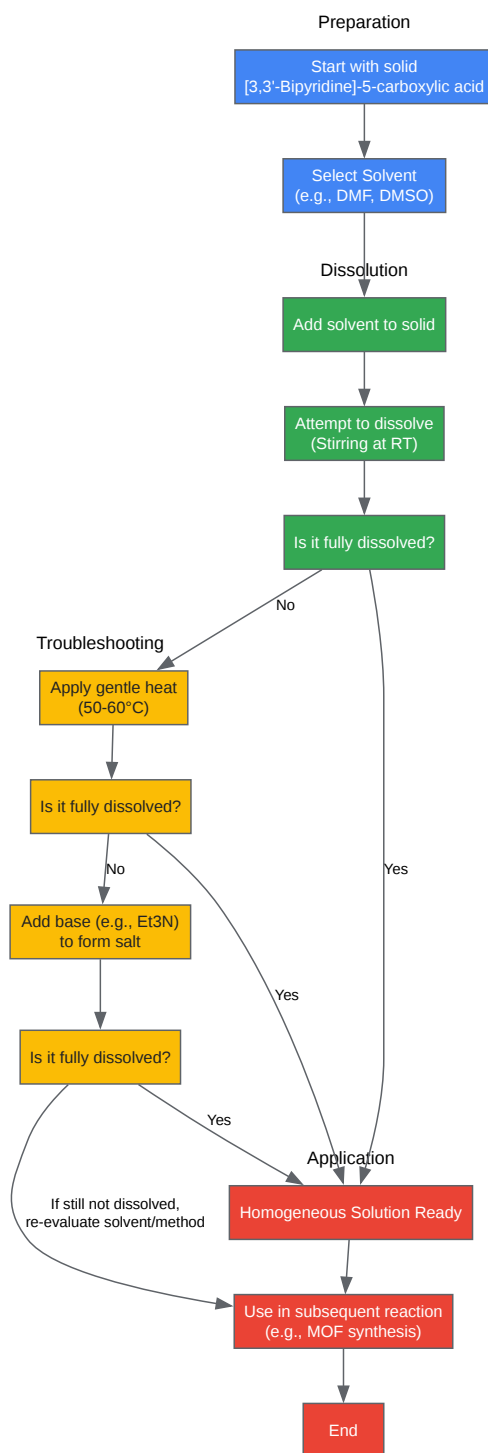 Preparation
Start with solid
[3,3'-Bipyridine]-5-carboxylic acid
Select Solvent
(e.g., DMF, DMSO)
Dissolution
Add solvent to solid
Attempt to dissolve
(Stirring at RT)
Is it fully dissolved?
No
Yes
Troubleshooting
Apply gentle heat
(50-60°C)
Is it fully dissolved?
No
Yes
Add base (e.g., Et3N)
to form salt
Is it fully dissolved?
Yes
If still not dissolved,
re-evaluate solvent/method
Application
Homogeneous Solution Ready
Use in subsequent reaction
(e.g., MOF synthesis)
End